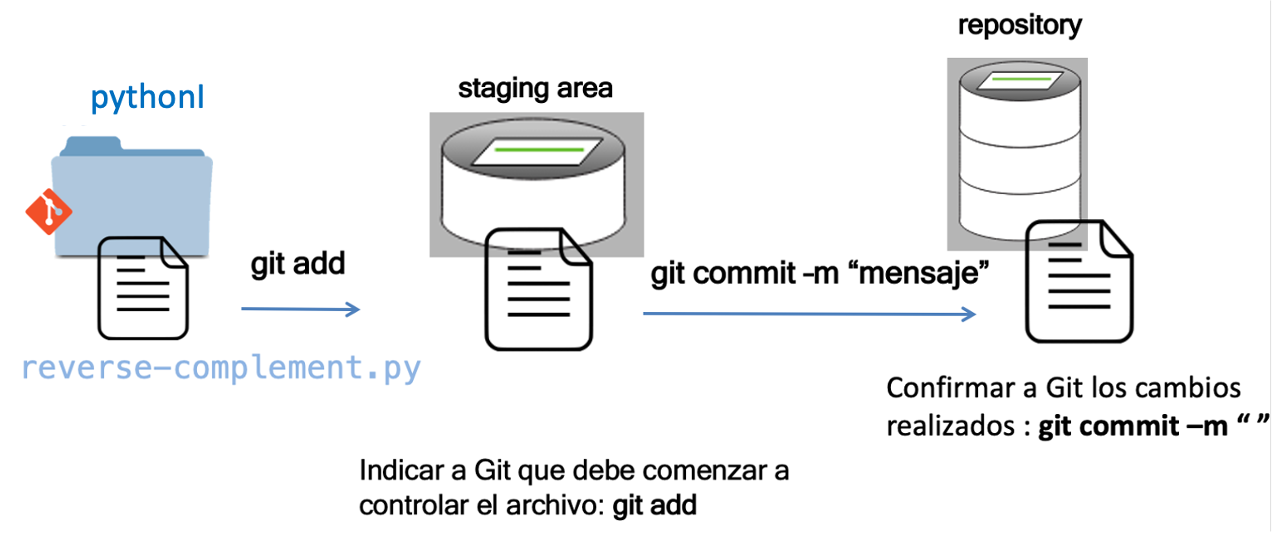 repository
staging area
pythonI
git add
git commit –m “mensaje”
reverse-complement.py
Confirmar a Git los cambios
realizados : git commit –m “ ”
Indicar a Git que debe comenzar a
controlar el archivo: git add